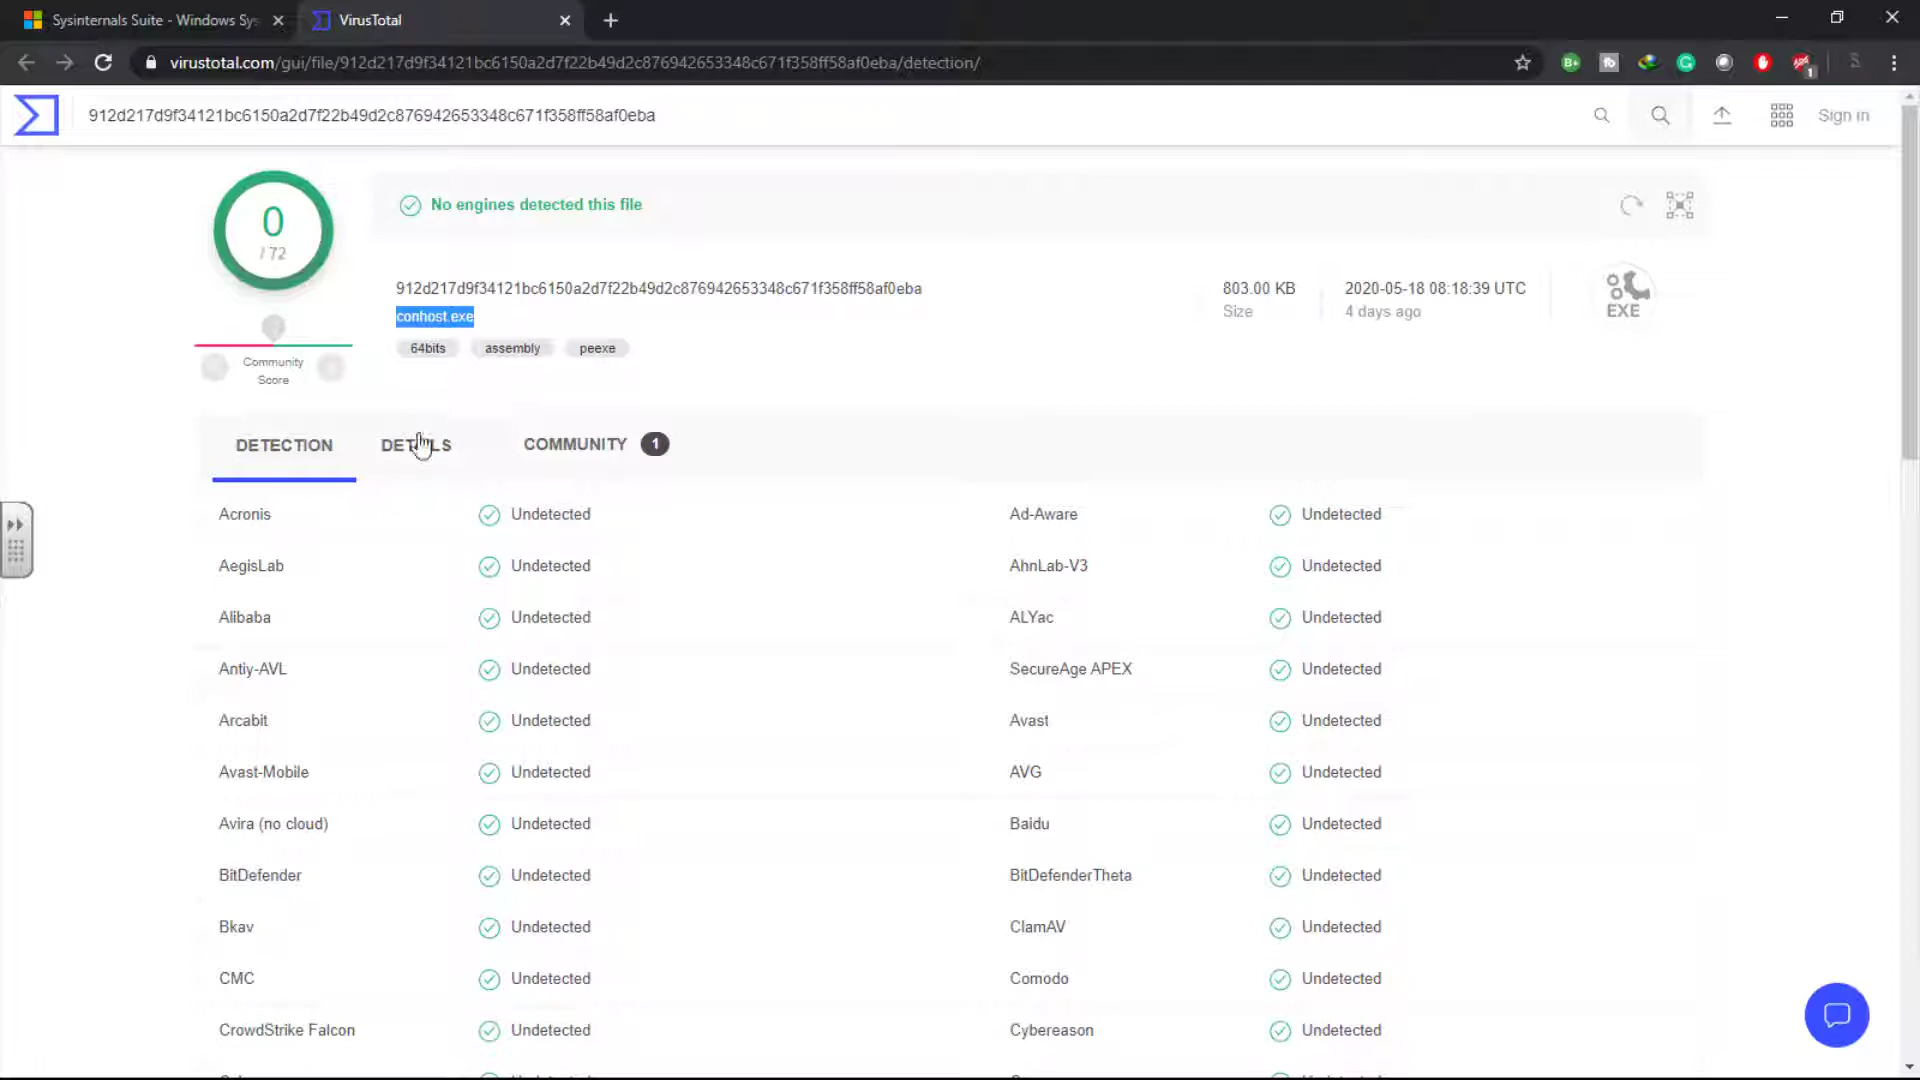 Sysinternals Suite - Windows Sys
VirusTotal
virustotal.com/gui/file/912d217d9f34121bc6150a2d7f22b49d2c876942653348c671f358ff58af0eba/detection/
912d217d9f34121bc6150a2d7f22b49d2c876942653348c671f358ff58af0eba
Sign in
0
/ 72
No engines detected this file
912d217d9f34121bc6150a2d7f22b49d2c876942653348c671f358ff58af0eba
conhost.exe
64bits assembly peexe
803.00 KB
Size
2020-05-18 08:18:39 UTC
4 days ago
EXE
Community
Score
DETECTION DETAILS COMMUNITY 1
Acronis Undetected Ad-Aware Undetected
AegisLab Undetected AhnLab-V3 Undetected
Alibaba Undetected ALYac Undetected
Antiy-AVL Undetected SecureAge APEX Undetected
Arcabit Undetected Avast Undetected
Avast-Mobile Undetected AVG Undetected
Avira (no cloud) Undetected Baidu Undetected
BitDefender Undetected BitDefenderTheta Undetected
Bkav Undetected ClamAV Undetected
CMC Undetected Comodo Undetected
CrowdStrike Falcon Undetected Cybereason Undetected